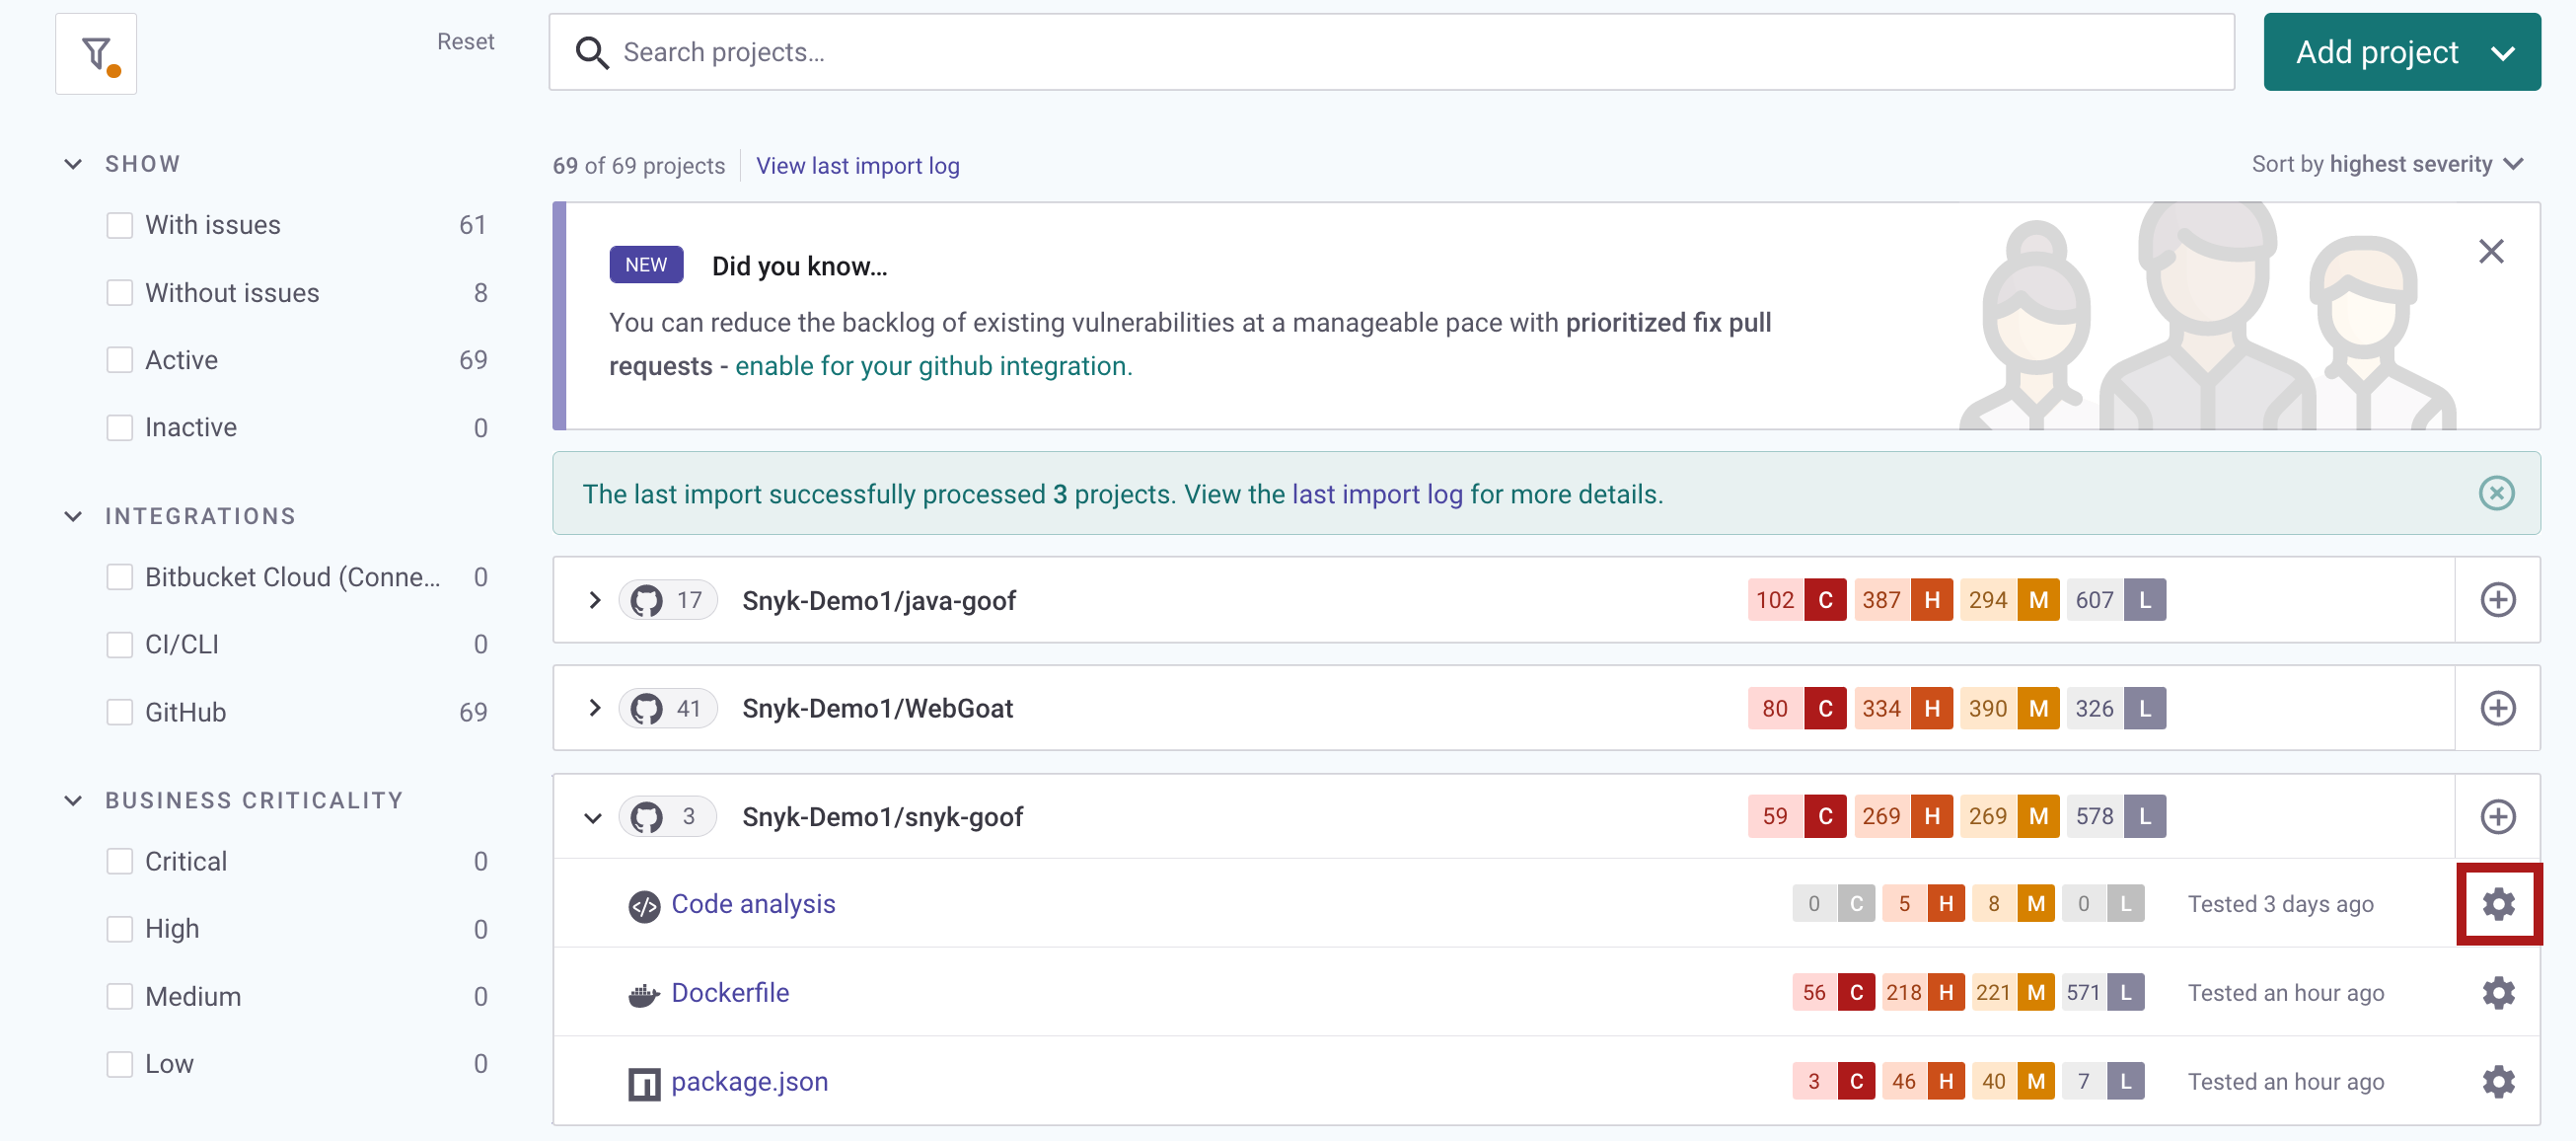 Reset
Search projects...
Add project
SHOW
With issues 61
Without issues 8
Active 69
Inactive 0
INTEGRATIONS
Bitbucket Cloud (Conne... 0
CI/CLI 0
GitHub 69
BUSINESS CRITICALITY
Critical 0
High 0
Medium 0
Low 0
69 of 69 projects View last import log
Sort by highest severity
NEW Did you know...
You can reduce the backlog of existing vulnerabilities at a manageable pace with prioritized fix pull
requests - enable for your github integration.
The last import successfully processed 3 projects. View the last import log for more details.
17 Snyk-Demo1/java-goof 102 C 387 H 294 M 607 L
41 Snyk-Demo1/WebGoat 80 C 334 H 390 M 326 L
3 Snyk-Demo1/snyk-goof 59 C 269 H 269 M 578 L
</> Code analysis 0 C 5 H 8 M 0 L Tested 3 days ago
Dockerfile 56 C 218 H 221 M 571 L Tested an hour ago
package.json 3 C 46 H 40 M 7 L Tested an hour ago